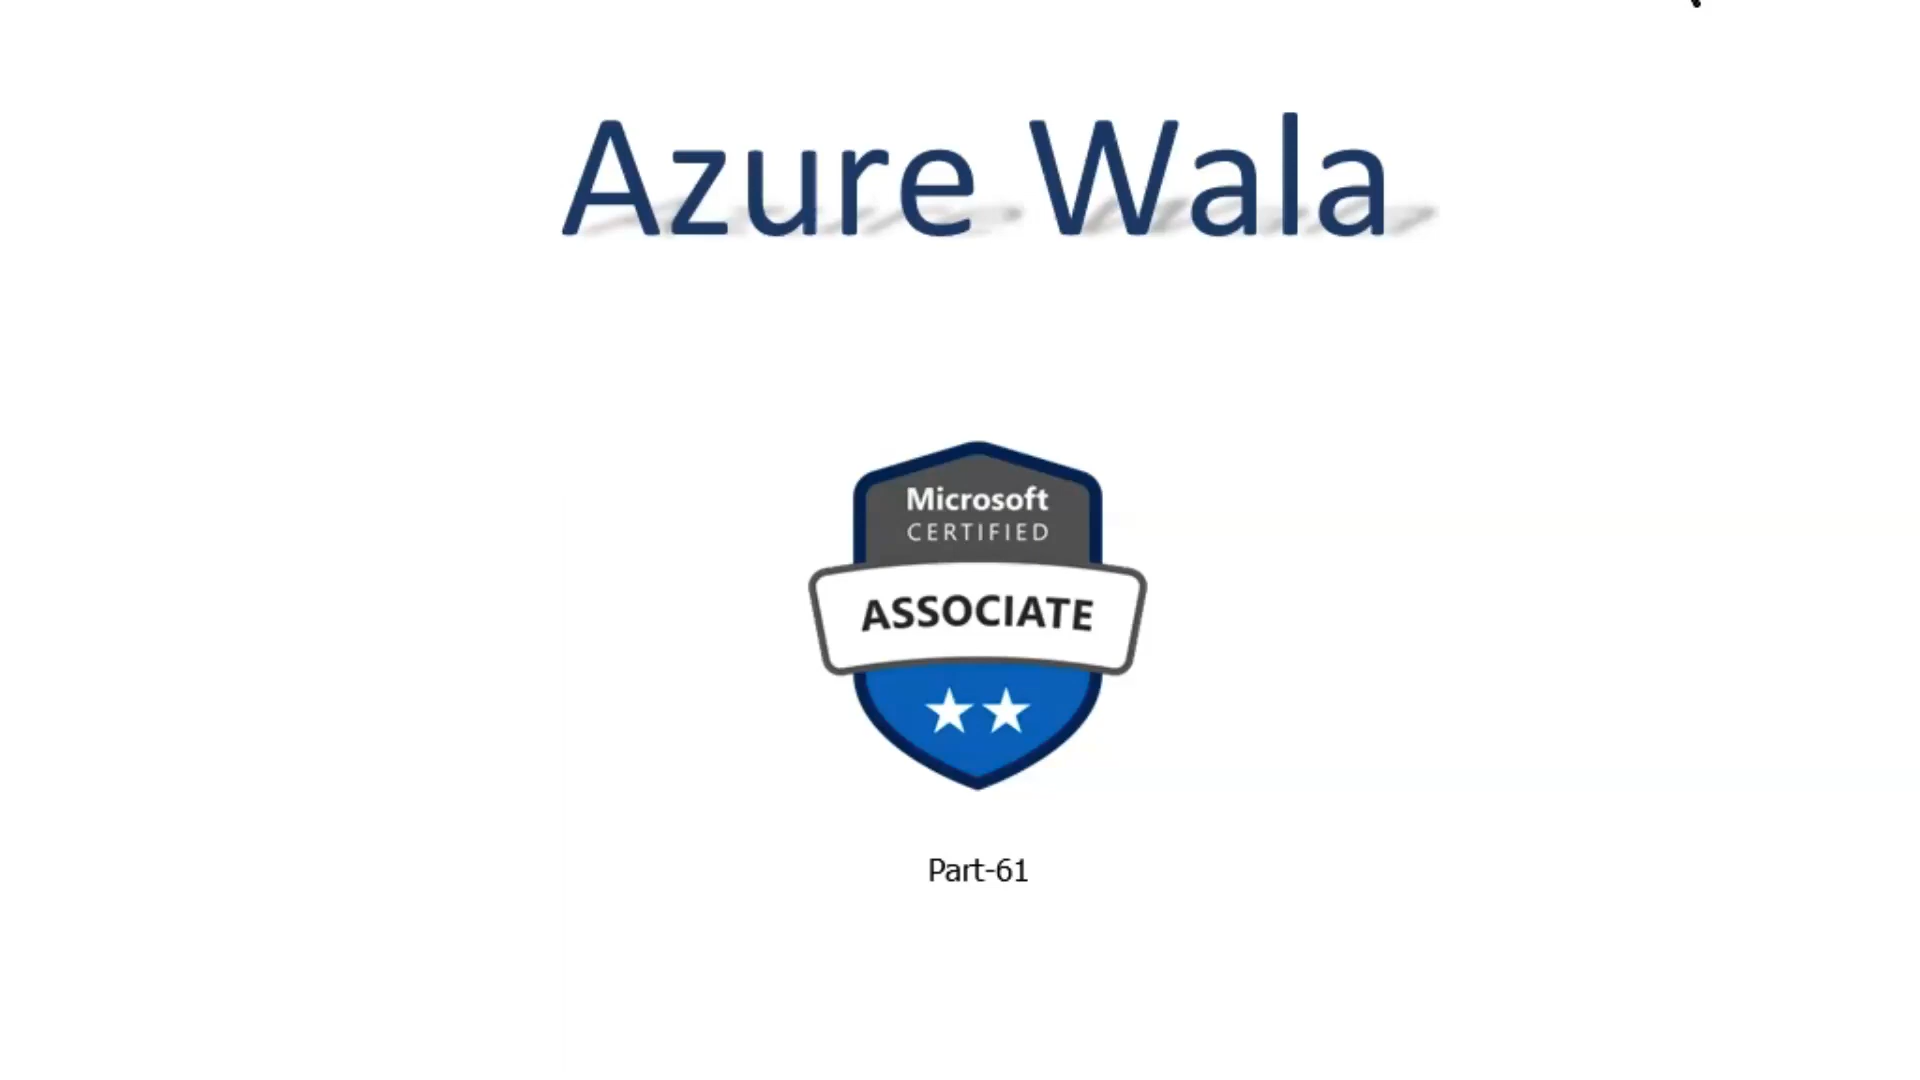 Azure Wala
Microsoft
CERTIFIED
ASSOCIATE
Part-61